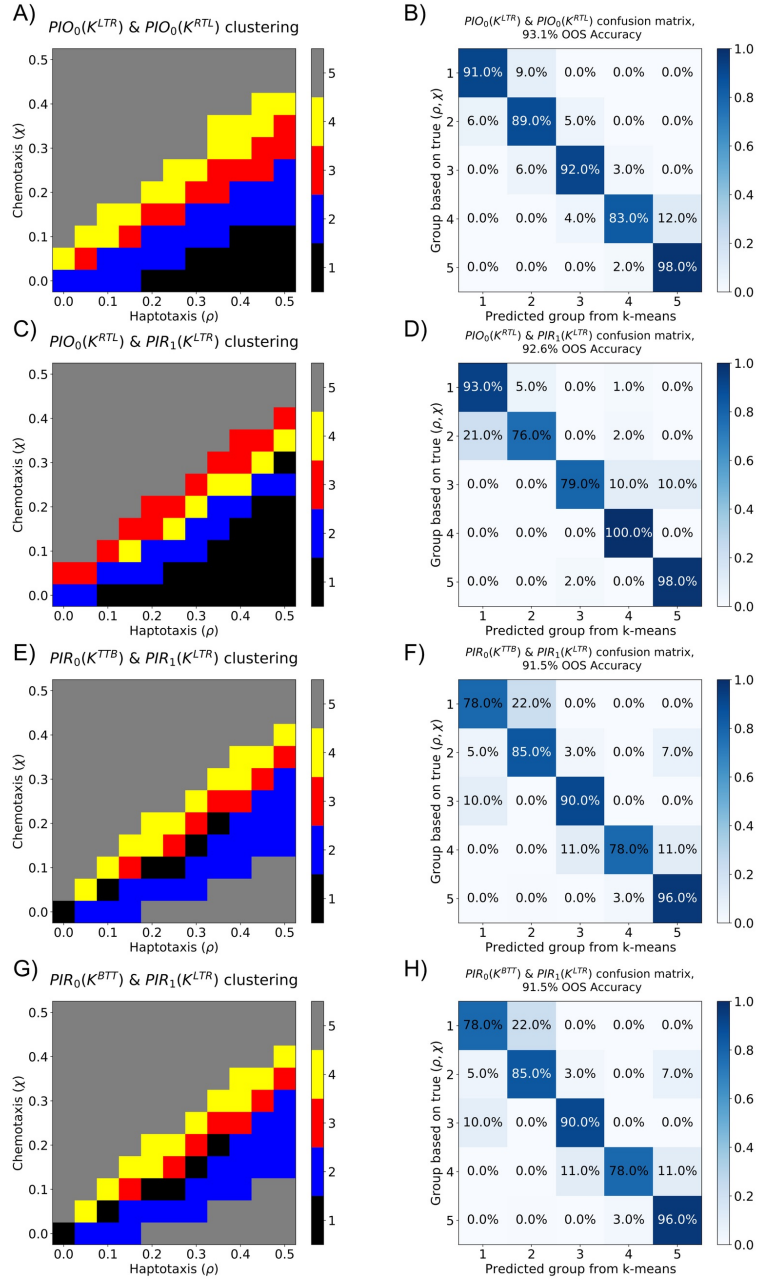 A)
PIO₀(K^{LTR}) & PIO₀(K^{RTL}) clustering
Chemotaxis (χ)
0.5
0.4
0.3
0.2
0.1
0.0
0.0 0.1 0.2 0.3 0.4 0.5
Haptotaxis (ρ)
5
4
3
2
1
B)
PIO₀(K^{LTR}) & PIO₀(K^{RTL}) confusion matrix,
93.1% OOS Accuracy
Group based on true (ρ, χ)
1 91.0% 9.0% 0.0% 0.0% 0.0%
2 6.0% 89.0% 5.0% 0.0% 0.0%
3 0.0% 6.0% 92.0% 3.0% 0.0%
4 0.0% 0.0% 4.0% 83.0% 12.0%
5 0.0% 0.0% 0.0% 2.0% 98.0%
1 2 3 4 5
Predicted group from k-means
1.0
0.8
0.6
0.4
0.2
0.0
C)
PIO₀(K^{RTL}) & PIR₁(K^{LTR}) clustering
Chemotaxis (χ)
0.5
0.4
0.3
0.2
0.1
0.0
0.0 0.1 0.2 0.3 0.4 0.5
Haptotaxis (ρ)
5
4
3
2
1
D)
PIO₀(K^{RTL}) & PIR₁(K^{LTR}) confusion matrix,
92.6% OOS Accuracy
Group based on true (ρ, χ)
1 93.0% 5.0% 0.0% 1.0% 0.0%
2 21.0% 76.0% 0.0% 2.0% 0.0%
3 0.0% 0.0% 79.0% 10.0% 10.0%
4 0.0% 0.0% 0.0% 100.0% 0.0%
5 0.0% 0.0% 2.0% 0.0% 98.0%
1 2 3 4 5
Predicted group from k-means
1.0
0.8
0.6
0.4
0.2
0.0
E)
PIR₀(K^{TTB}) & PIR₁(K^{LTR}) clustering
Chemotaxis (χ)
0.5
0.4
0.3
0.2
0.1
0.0
0.0 0.1 0.2 0.3 0.4 0.5
Haptotaxis (ρ)
5
4
3
2
1
F)
PIR₀(K^{TTB}) & PIR₁(K^{LTR}) confusion matrix,
91.5% OOS Accuracy
Group based on true (ρ, χ)
1 78.0% 22.0% 0.0% 0.0% 0.0%
2 5.0% 85.0% 3.0% 0.0% 7.0%
3 10.0% 0.0% 90.0% 0.0% 0.0%
4 0.0% 0.0% 11.0% 78.0% 11.0%
5 0.0% 0.0% 0.0% 3.0% 96.0%
1 2 3 4 5
Predicted group from k-means
1.0
0.8
0.6
0.4
0.2
0.0
G)
PIR₀(K^{BTT}) & PIR₁(K^{LTR}) clustering
Chemotaxis (χ)
0.5
0.4
0.3
0.2
0.1
0.0
0.0 0.1 0.2 0.3 0.4 0.5
Haptotaxis (ρ)
5
4
3
2
1
H)
PIR₀(K^{BTT}) & PIR₁(K^{LTR}) confusion matrix,
91.5% OOS Accuracy
Group based on true (ρ, χ)
1 78.0% 22.0% 0.0% 0.0% 0.0%
2 5.0% 85.0% 3.0% 0.0% 7.0%
3 10.0% 0.0% 90.0% 0.0% 0.0%
4 0.0% 0.0% 11.0% 78.0% 11.0%
5 0.0% 0.0% 0.0% 3.0% 96.0%
1 2 3 4 5
Predicted group from k-means
1.0
0.8
0.6
0.4
0.2
0.0